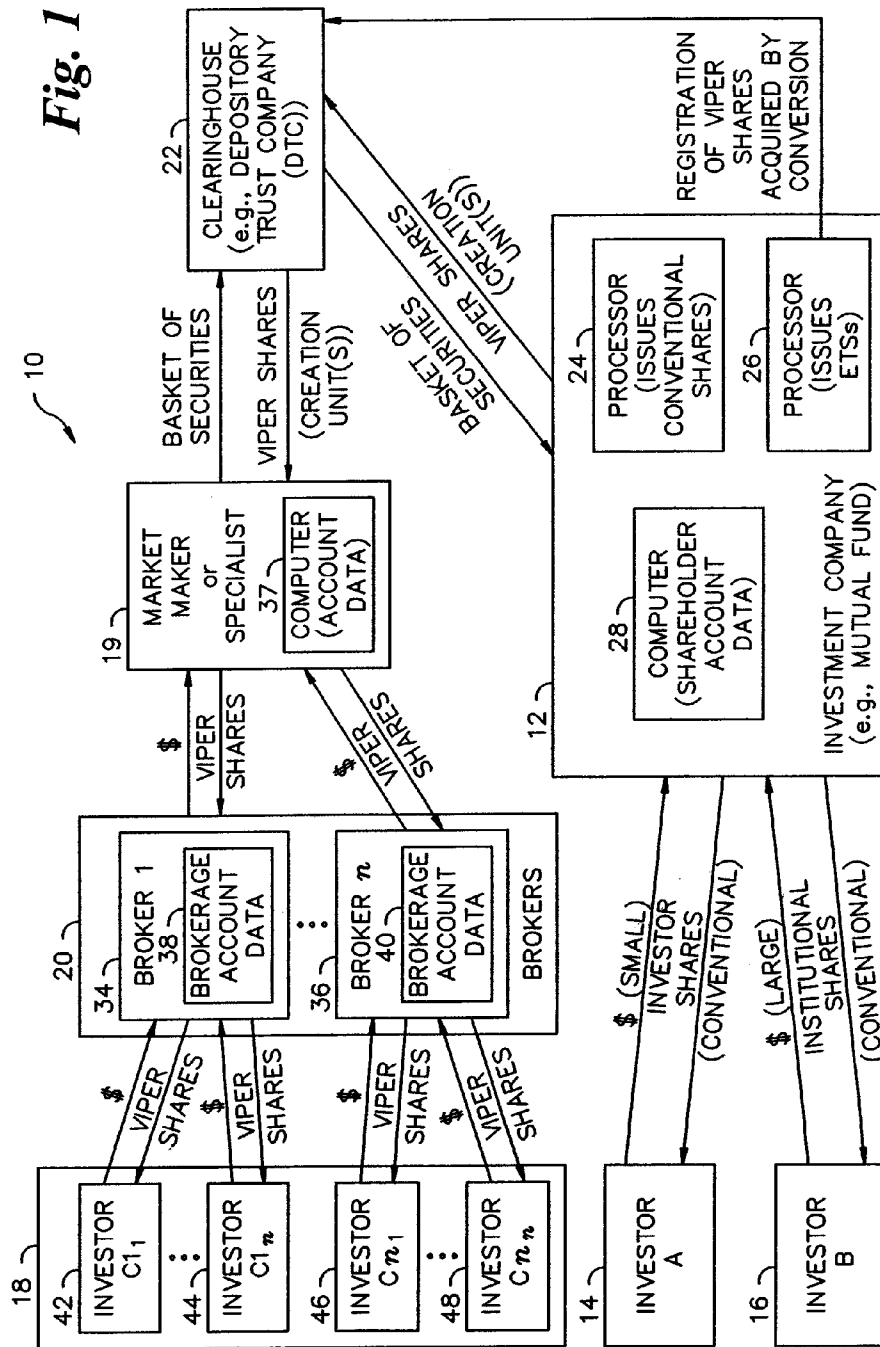 Fig. 1
10
18
42
INVESTOR
C1₁
44
INVESTOR
C1ₙ
46
INVESTOR
Cn₁
48
INVESTOR
Cnₙ
$
VIPER
SHARES
$
VIPER
SHARES
$
VIPER
SHARES
$
VIPER
SHARES
20
34
BROKER 1
38
BROKERAGE
ACCOUNT
DATA
36
BROKER n
40
BROKERAGE
ACCOUNT
DATA
BROKERS
$
VIPER
SHARES
$
VIPER
SHARES
19
MARKET
MAKER
or
SPECIALIST
37
COMPUTER
(ACCOUNT
DATA)
BASKET OF
SECURITIES
VIPER SHARES
(CREATION
UNIT(S))
22
CLEARINGHOUSE
(e.g., DEPOSITORY
TRUST COMPANY
(DTC)
BASKET OF
SECURITIES
VIPER SHARES
(CREATION
UNIT(S))
REGISTRATION
OF VIPER
SHARES
ACQUIRED BY
CONVERSION
14
INVESTOR
A
16
INVESTOR
B
$ (SMALL)
INVESTOR
SHARES
(CONVENTIONAL)
$ (LARGE)
INSTITUTIONAL
SHARES
(CONVENTIONAL)
12
28
COMPUTER
(SHAREHOLDER
ACCOUNT
DATA)
24
PROCESSOR
(ISSUES
CONVENTIONAL
SHARES)
26
PROCESSOR
(ISSUES
ETSs)
INVESTMENT COMPANY
(e.g., MUTUAL FUND)